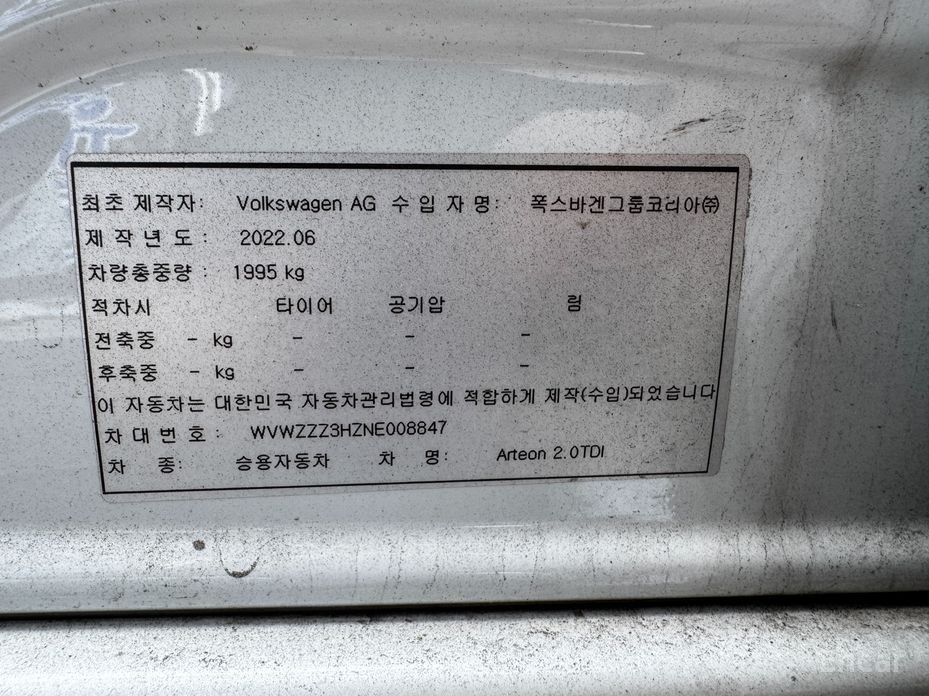 최초 제작자: Volkswagen AG 수 입 자 명: 폭스바겐그룹코리아㈜
제 작 년 도 : 2022.06
차량총중량 : 1995 kg
적차시 타이어 공기압 림
전축중 - kg - - -
후축중 - kg - - -
이 자동차는 대한민국 자동차관리법령에 적합하게 제작(수입)되었습니다
차 대 번 호 : WVWZZZ3HZNE008847
차 종: 승용자동차 차 명: Arteon 2.0TDI